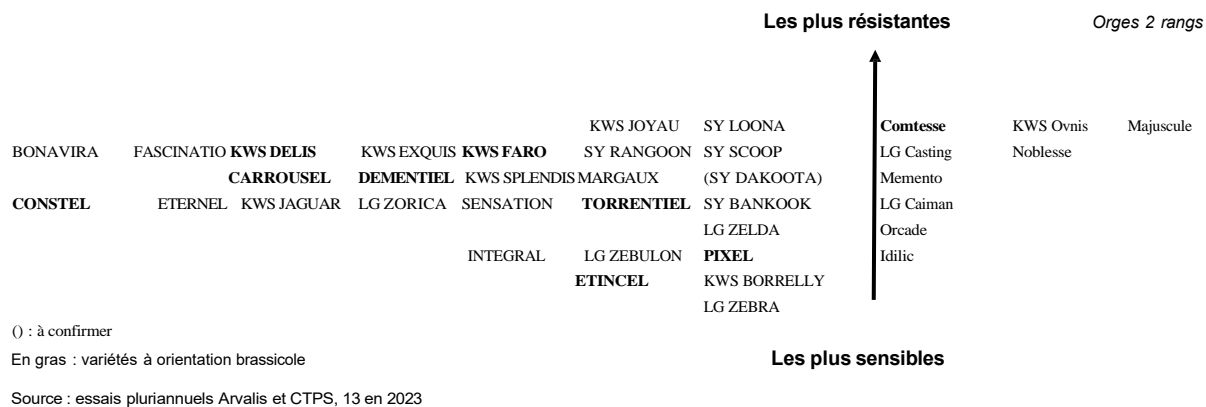 Les plus résistantes Orges 2 rangs
KWS JOYAU SY LOONA Comtesse KWS Ovnis Majuscule
BONAVIRA FASCINATIO KWS DELIS KWS EXQUIS KWS FARO SY RANGOON SY SCOOP LG Casting Noblesse
CARROUSEL DEMENTIEL KWS SPLENDIS MARGAUX (SY DAKOOTA) Memento
CONSTEL ETERNEL KWS JAGUAR LG ZORICA SENSATION TORRENTIEL SY BANKOOK LG Caiman
LG ZELDA Orcade
INTEGRAL LG ZEBULON PIXEL Idilic
ETINCEL KWS BORRELLY
LG ZEBRA
() : à confirmer
En gras : variétés à orientation brassicole Les plus sensibles
Source : essais pluriannuels Arvalis et CTPS, 13 en 2023